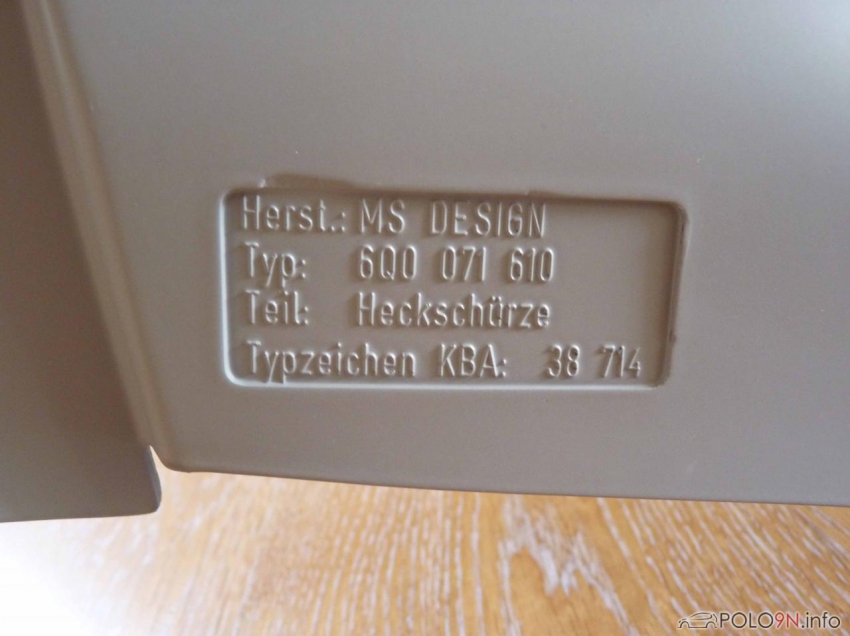 Herst.: MS DESIGN
Typ: 6Q0 071 610
Teil: Heckschürze
Typzeichen KBA: 38 714
POLO9N.info